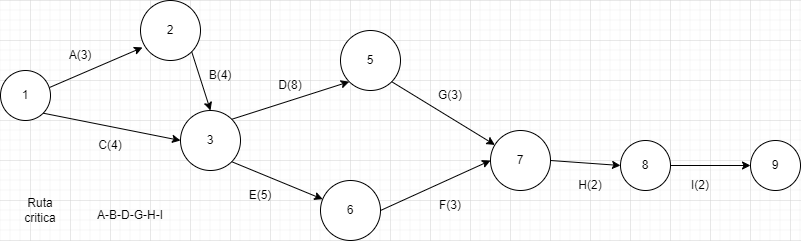 2
A(3)
5
B(4)
D(8)
1
G(3)
3
C(4)
7
8
9
H(2)
I(2)
E(5)
F(3)
6
Ruta
critica
A-B-D-G-H-I